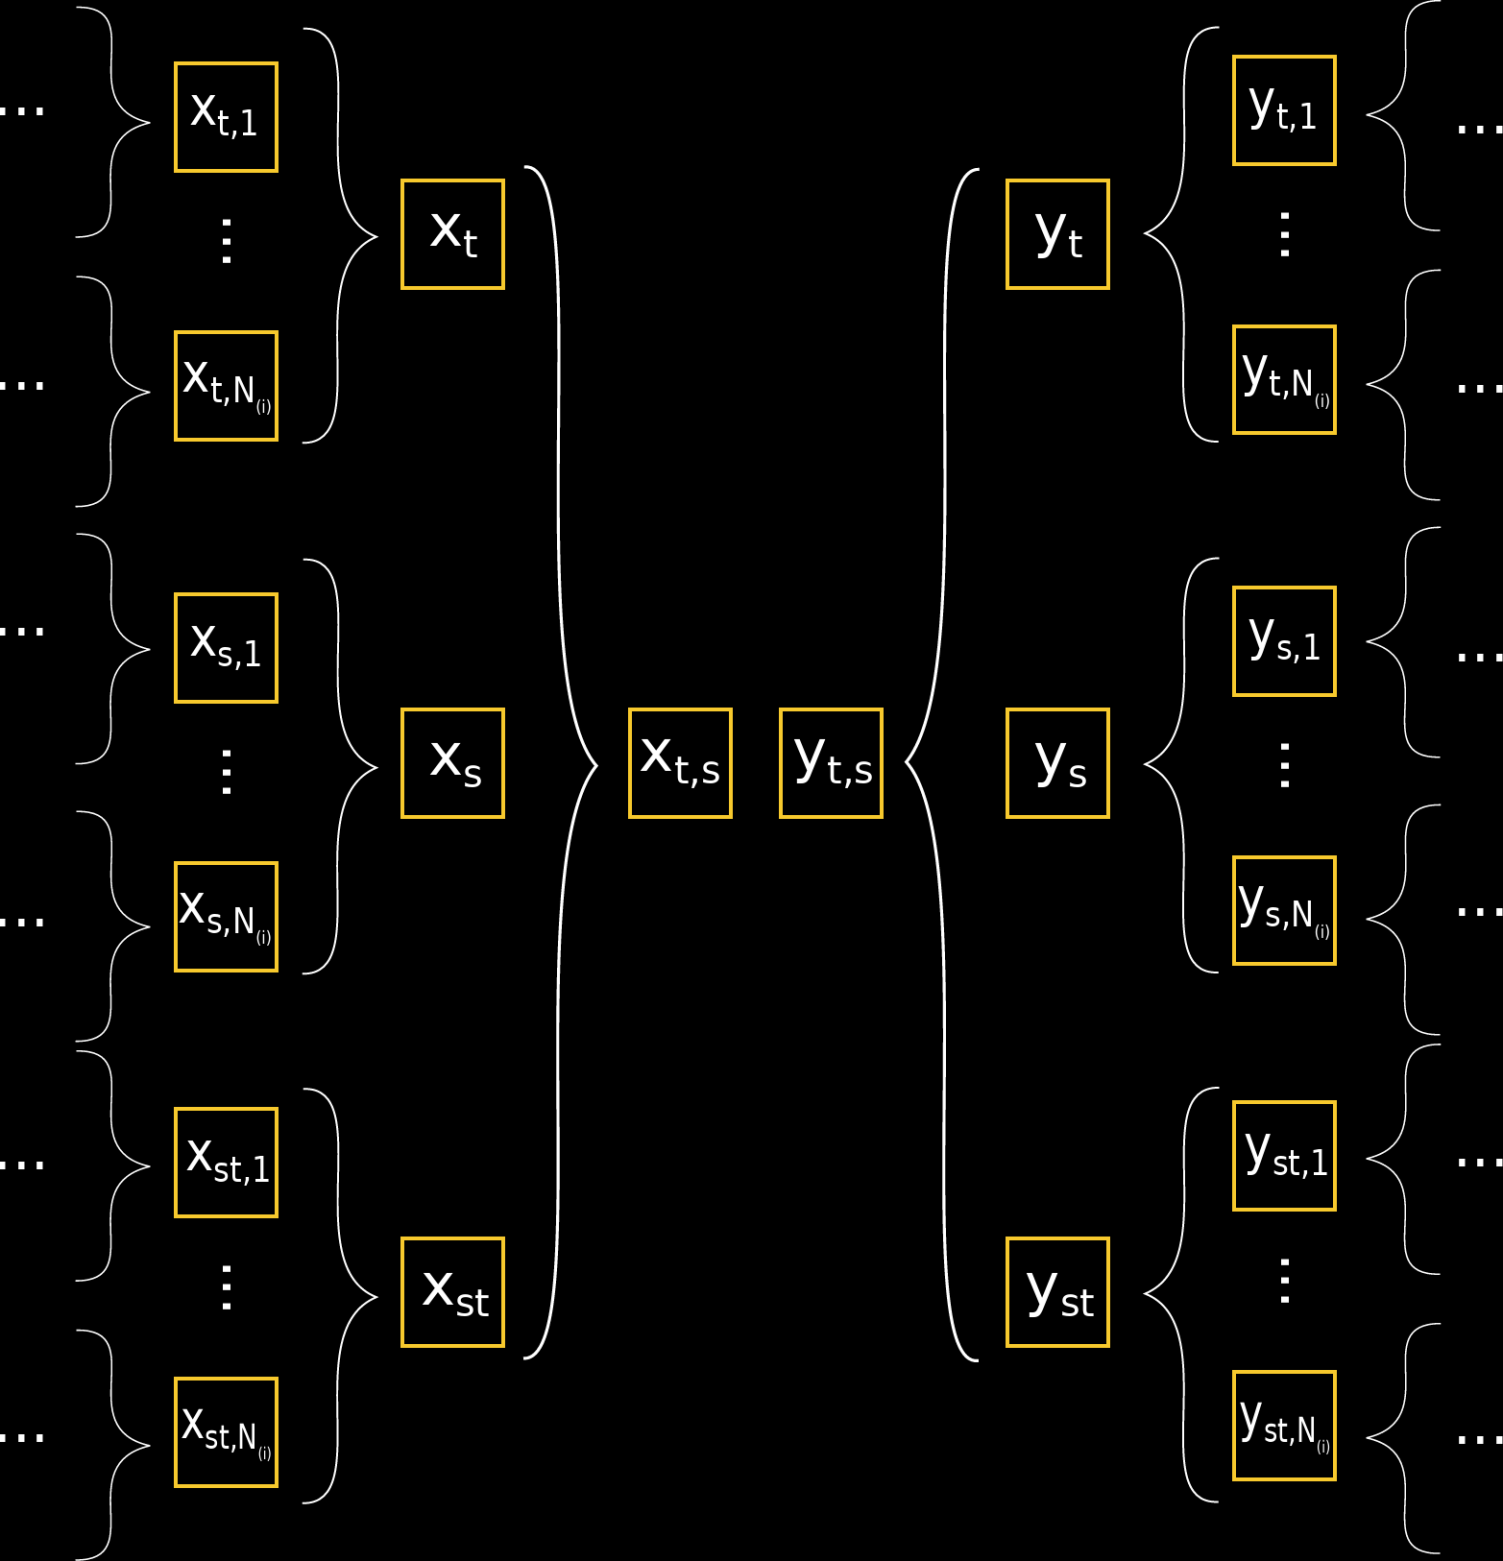 ... x_{t,1} y_{t,1} ...
⋮ x_t y_t ⋮
... x_{t,N_{(i)}} y_{t,N_{(i)}} ...
... x_{s,1} y_{s,1} ...
⋮ x_s x_{t,s} y_{t,s} y_s ⋮
... x_{s,N_{(i)}} y_{s,N_{(i)}} ...
... x_{st,1} y_{st,1} ...
⋮ x_{st} y_{st} ⋮
... x_{st,N_{(i)}} y_{st,N_{(i)}} ...